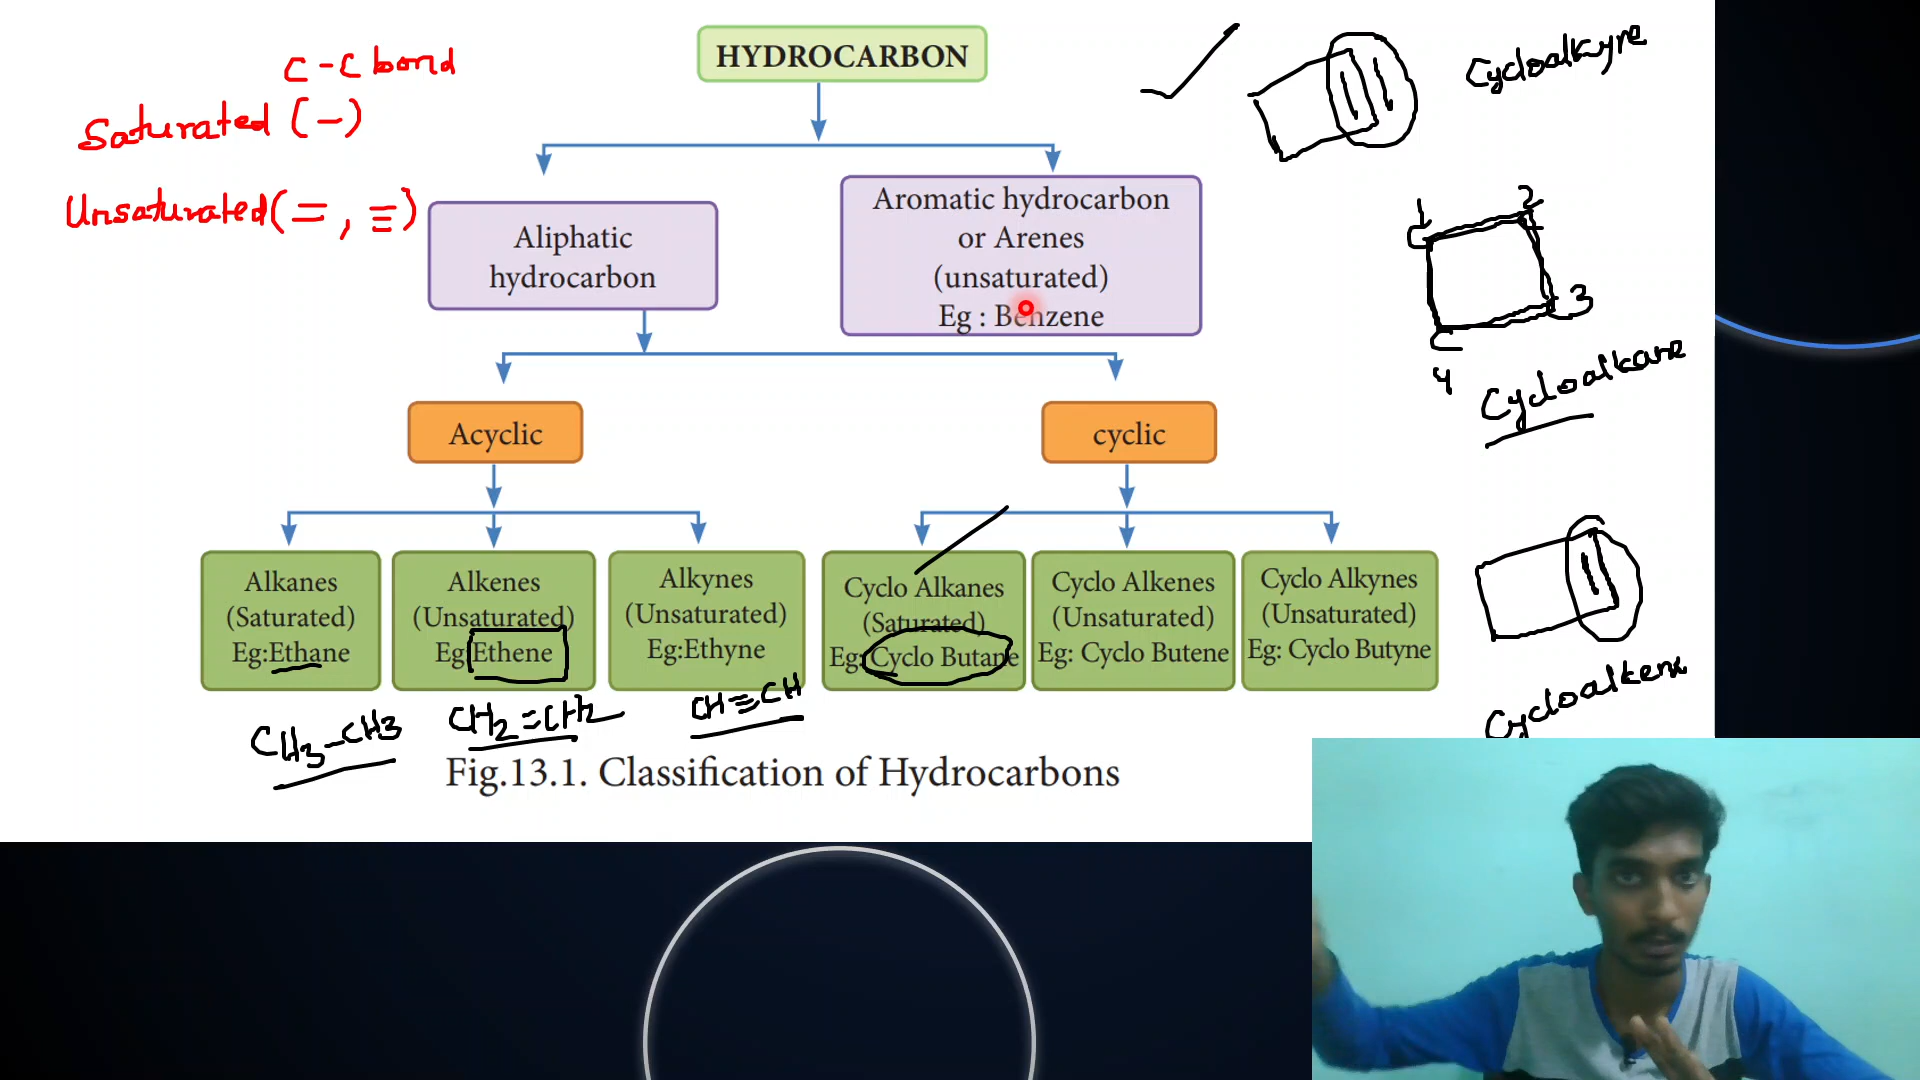 HYDROCARBON
C-C bond
Saturated (-)
Unsaturated (=, ≡)
Aliphatic
hydrocarbon
Aromatic hydrocarbon
or Arenes
(unsaturated)
Eg : Benzene
Acyclic
cyclic
Alkanes
(Saturated)
Eg:Ethane
Alkenes
(Unsaturated)
Eg:Ethene
Alkynes
(Unsaturated)
Eg:Ethyne
Cyclo Alkanes
(Saturated)
Eg: Cyclo Butane
Cyclo Alkenes
(Unsaturated)
Eg: Cyclo Butene
Cyclo Alkynes
(Unsaturated)
Eg: Cyclo Butyne
CH3-CH3
CH2=CH2
CH≡CH
Fig.13.1. Classification of Hydrocarbons
Cycloalkyne
1 2
C
3
C
4
Cycloalkane
Cycloalkene